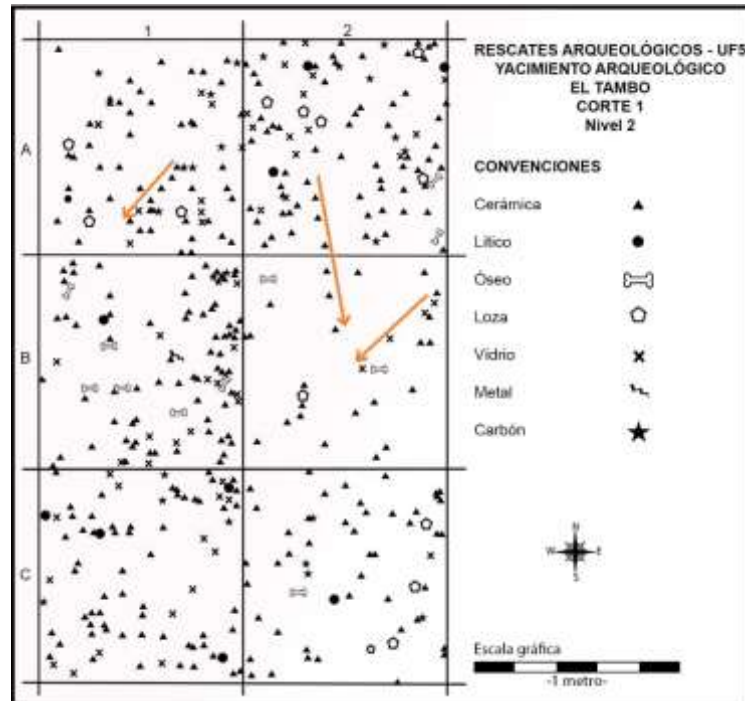 1 2
A
B
C
RESCATES ARQUEOLÓGICOS - UF5
YACIMIENTO ARQUEOLÓGICO
EL TAMBO
CORTE 1
Nivel 2
CONVENCIONES
Cerámica
Lítico
Óseo
Loza
Vidrio
Metal
Carbón
N
W E
S
Escala gráfica
-1 metro-